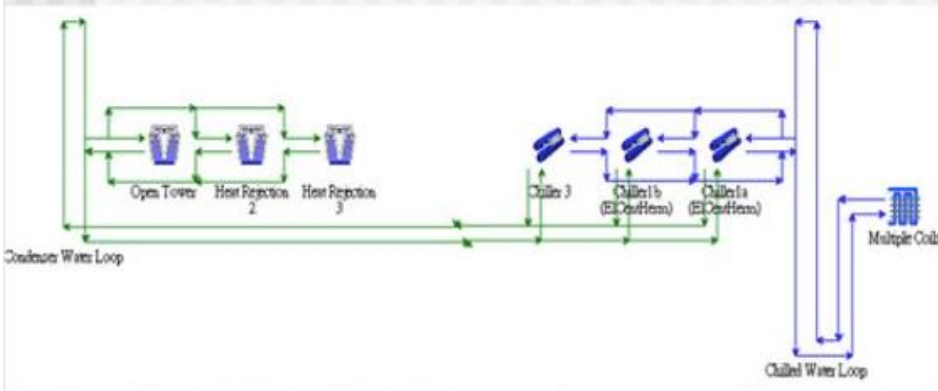 Open Tower
Heat Rejection
2
Heat Rejection
3
Chiller 3
Chiller1b
(ElCentHerm)
Chiller1a
(ElCentHerm)
Multiple Coils
Condenser Water Loop
Chilled Water Loop